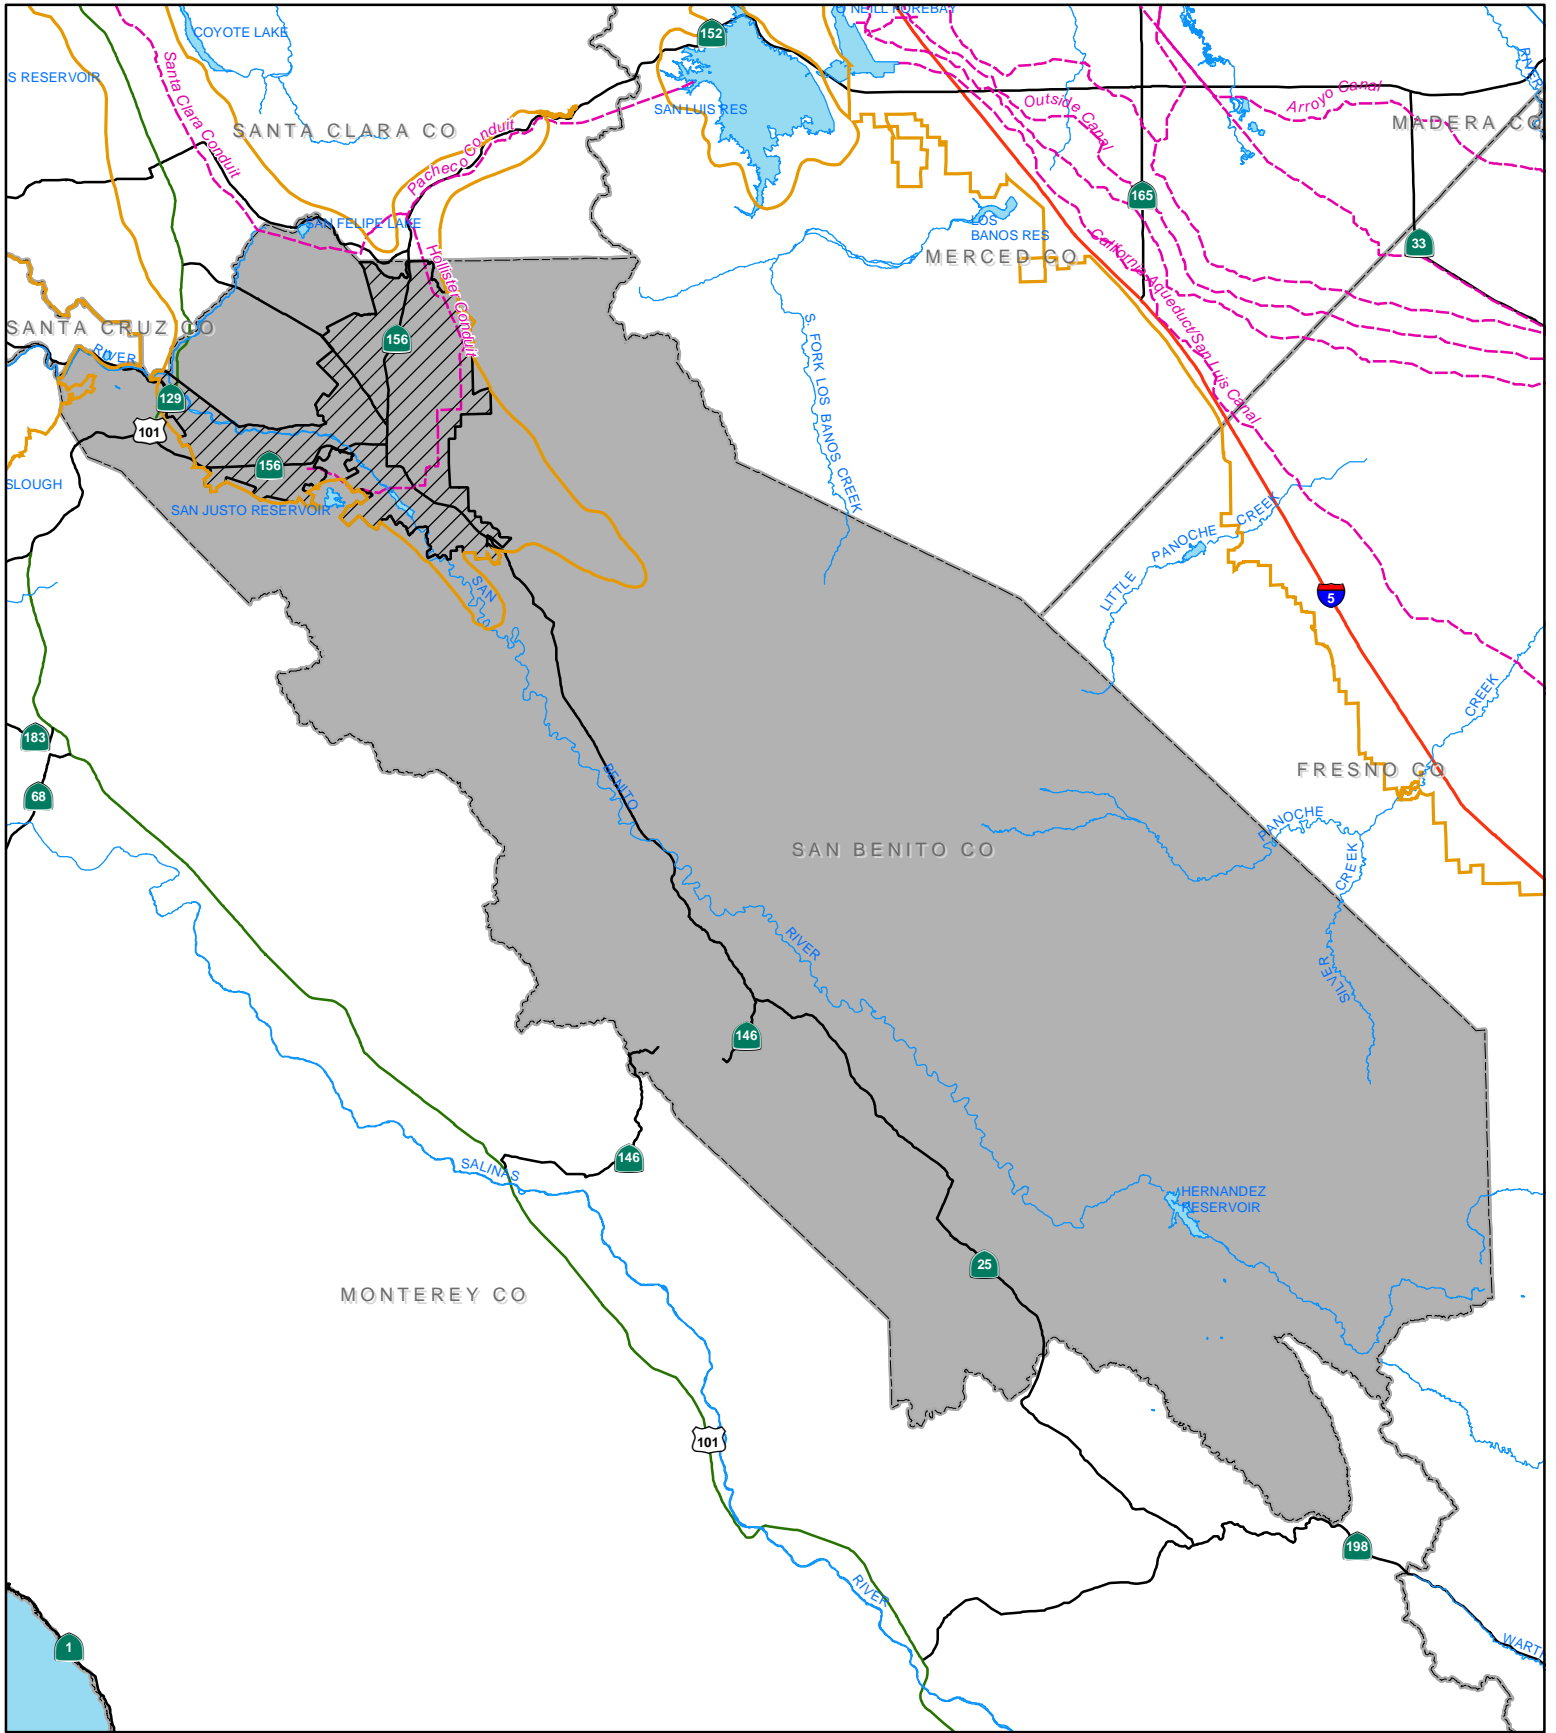 O'NEILL FOREBAY
COYOTE LAKE
152
RIVER
S RESERVOIR
Santa Clara Conduit
SAN LUIS RES
Outside Canal
Arroyo Canal
SANTA CLARA CO
MADERA CO
Pacheco Conduit
165
SAN FELIPE LAKE
LOS
BANOS RES
33
MERCED CO
Hollister Conduit
California Aqueduct/San Luis Canal
SANTA CRUZ CO
156
RIVER
S. FORK LOS BANOS CREEK
129
101
156
SLOUGH
SAN JUSTO RESERVOIR
LITTLE PANOCHE CREEK
SAN
5
CREEK
183
FRESNO CO
68
BENITO
PANOCHE
SAN BENITO CO
CREEK
RIVER
SILVER
146
146
SALINAS
HERNANDEZ
RESERVOIR
25
MONTEREY CO
101
198
RIVER
1
WART